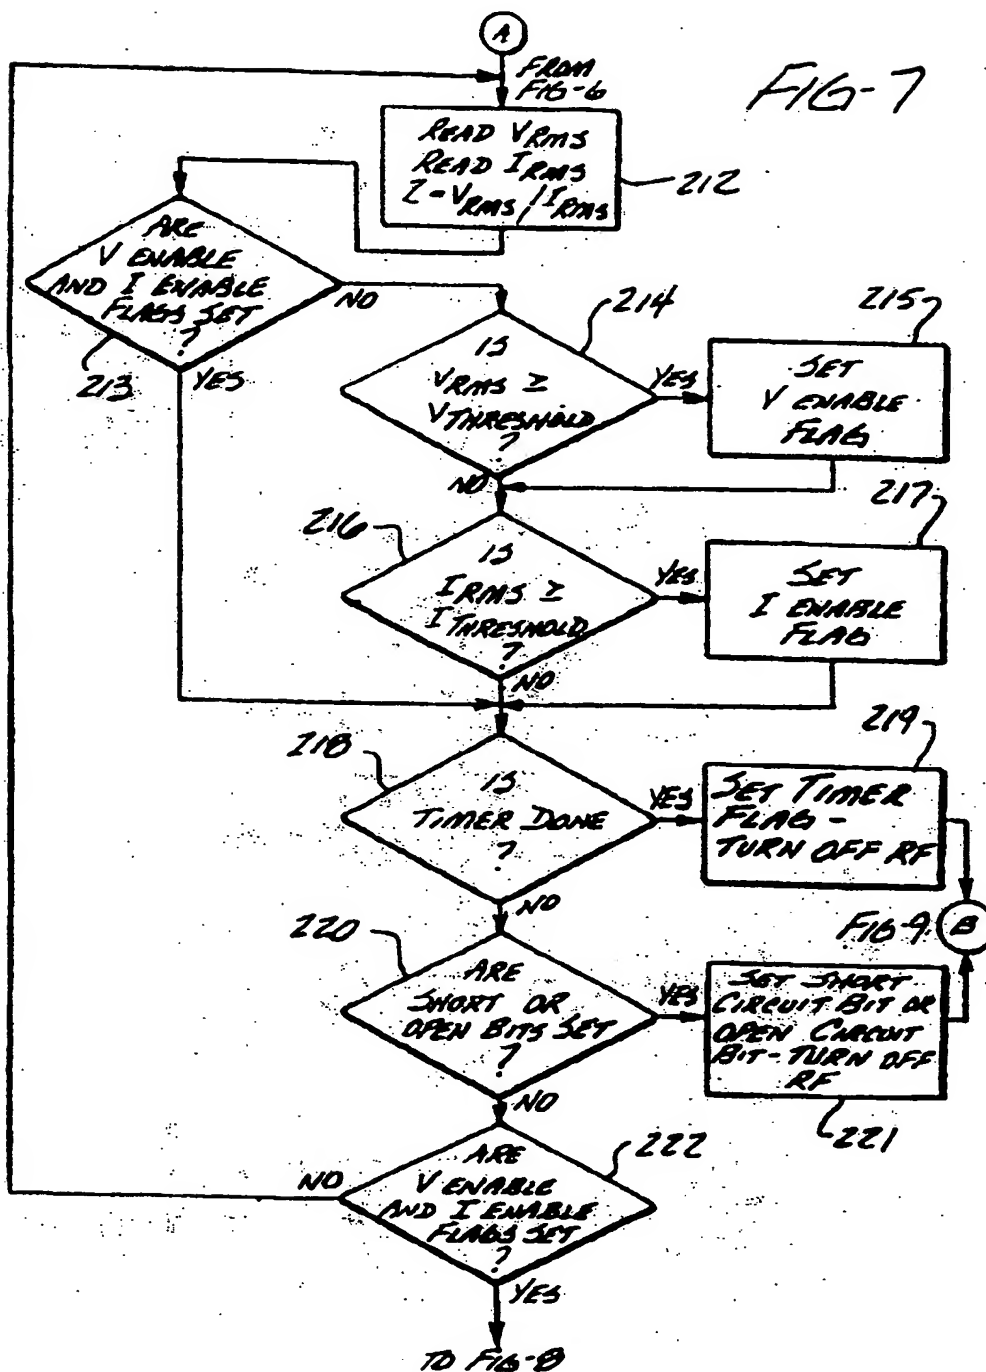 A
FROM
FIG-6
FIG-7
READ VRMS
READ IRMS
Z=VRMS/IRMS
212
ARE
V ENABLE
AND I ENABLE
FLAGS SET
?
213
NO
YES
214
IS
VRMS ≥
VTHRESHOLD
?
YES
NO
215
SET
V ENABLE
FLAG
216
IS
IRMS ≥
ITHRESHOLD
?
YES
NO
217
SET
I ENABLE
FLAG
218
IS
TIMER DONE
?
YES
NO
219
SET TIMER
FLAG -
TURN OFF RF
FIG-9
B
220
ARE
SHORT OR
OPEN BITS SET
?
YES
NO
SET SHORT
CIRCUIT BIT OR
OPEN CIRCUIT
BIT-TURN OFF
RF
221
222
ARE
V ENABLE
AND I ENABLE
FLAGS SET
?
NO
YES
TO FIG-8